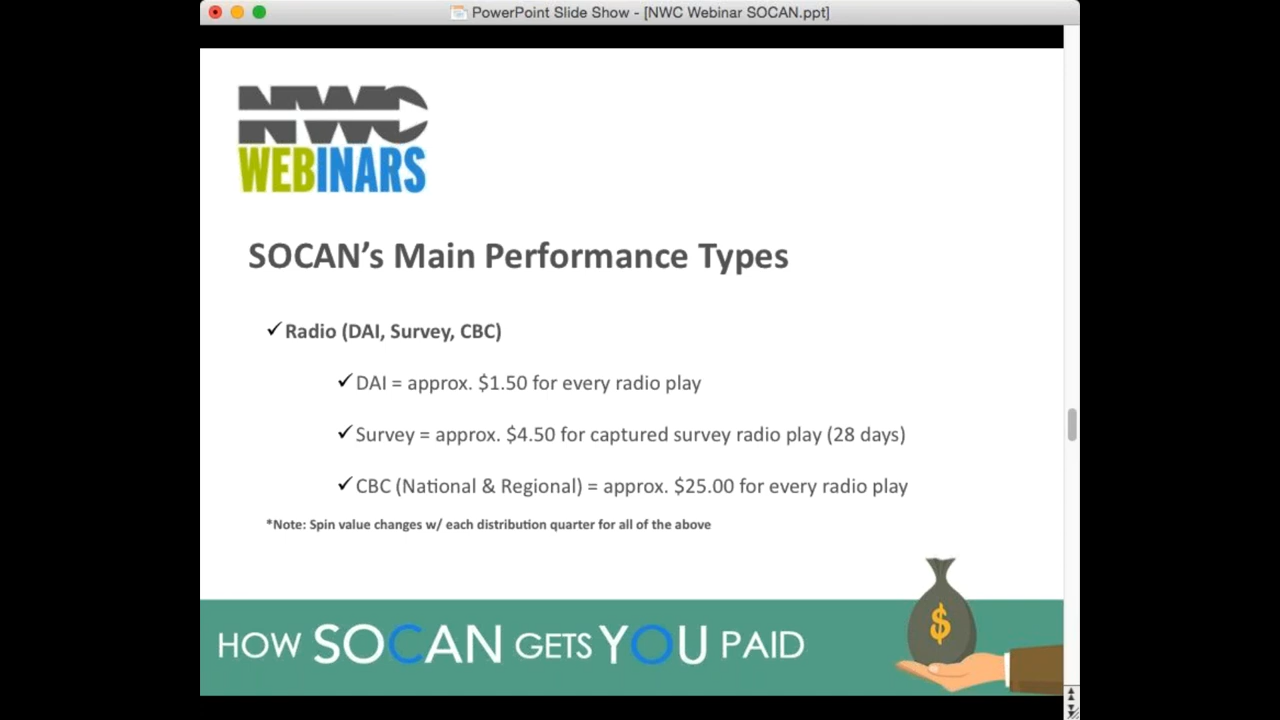 PowerPoint Slide Show - [NWC Webinar SOCAN.ppt]
NWC
WEBINARS
SOCAN’s Main Performance Types
✓Radio (DAI, Survey, CBC)
✓DAI = approx. $1.50 for every radio play
✓Survey = approx. $4.50 for captured survey radio play (28 days)
✓CBC (National & Regional) = approx. $25.00 for every radio play
*Note: Spin value changes w/ each distribution quarter for all of the above
$
HOW SOCAN GETS YOU PAID